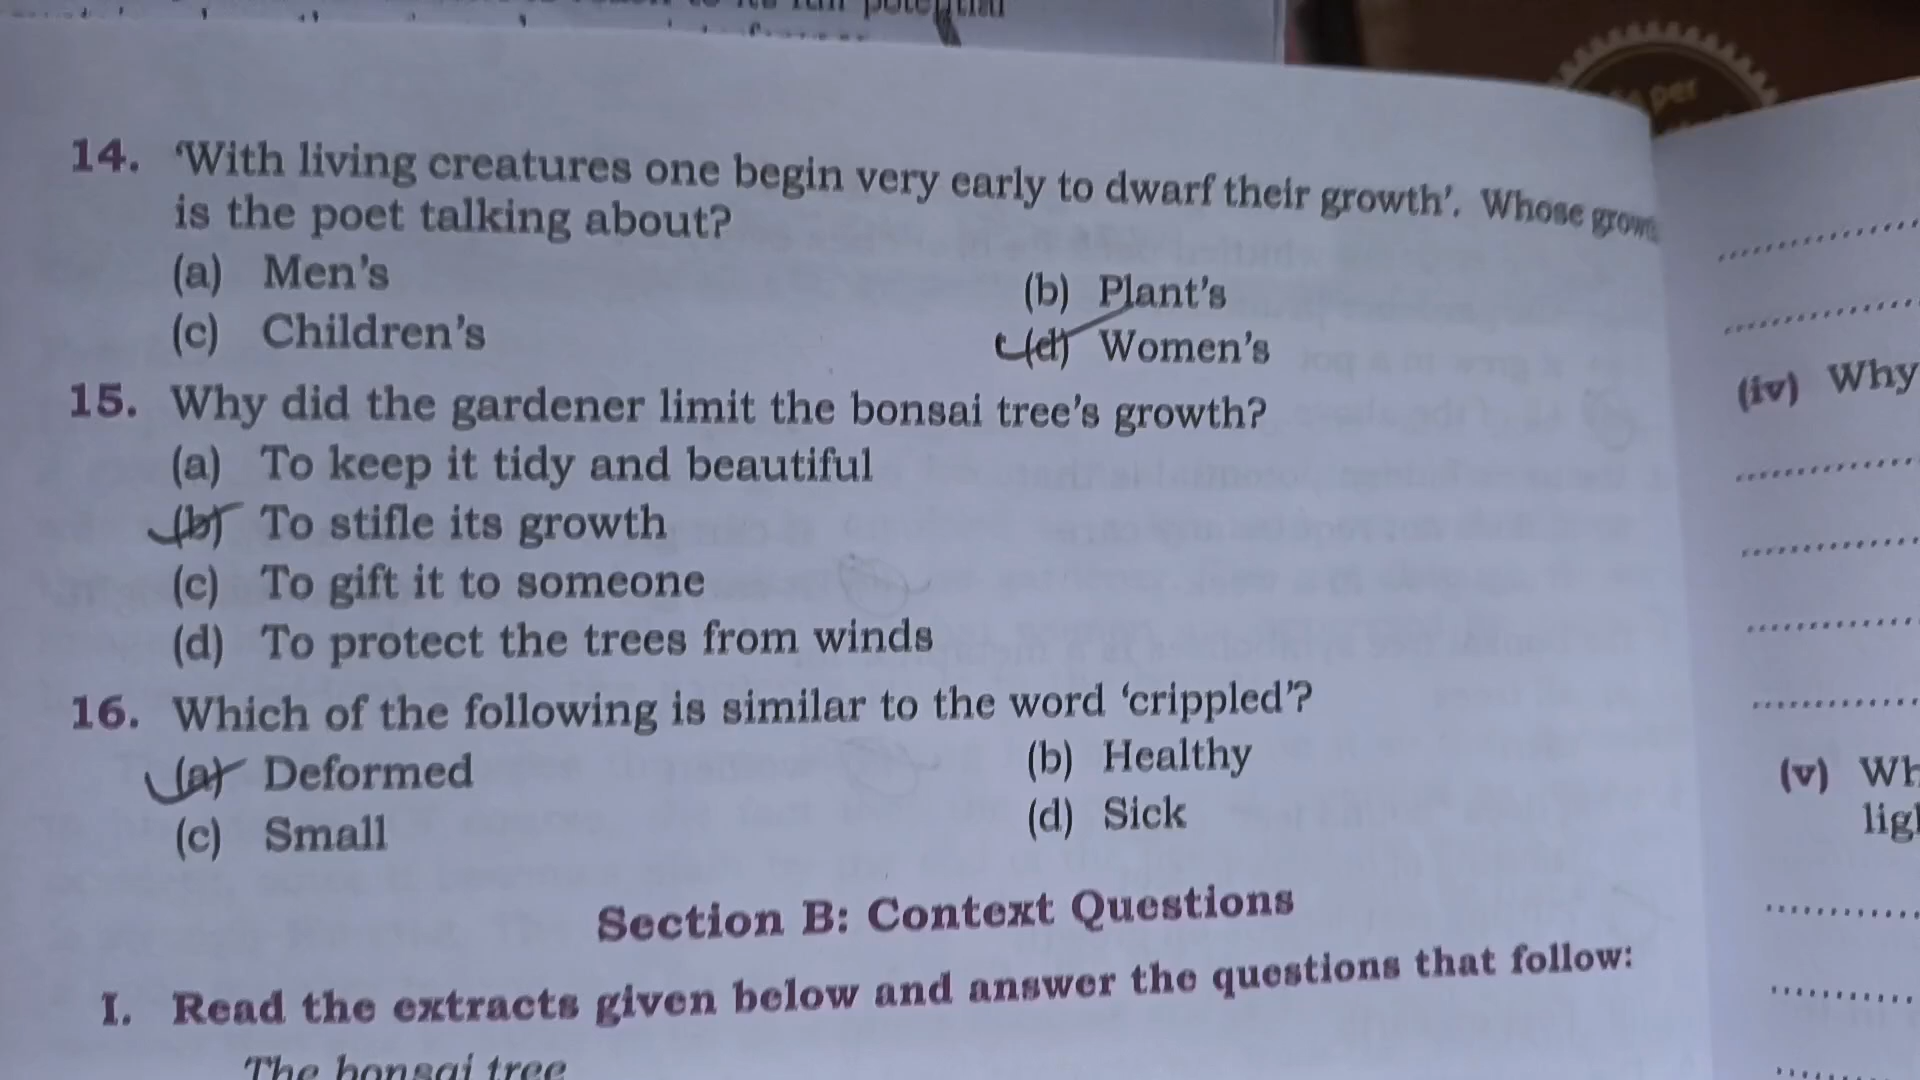 full potential
14. 'With living creatures one begin very early to dwarf their growth'. Whose
is the poet talking about?
(a) Men's
(b) Plant's
(c) Children's
(d) Women's
15. Why did the gardener limit the bonsai tree's growth?
(a) To keep it tidy and beautiful
(b) To stifle its growth
(c) To gift it to someone
(d) To protect the trees from winds
16. Which of the following is similar to the word 'crippled'?
(a) Deformed
(b) Healthy
(c) Small
(d) Sick
Section B: Context Questions
I. Read the extracts given below and answer the questions that follow:
The bonsai tree
(iv) Why
(v)
per